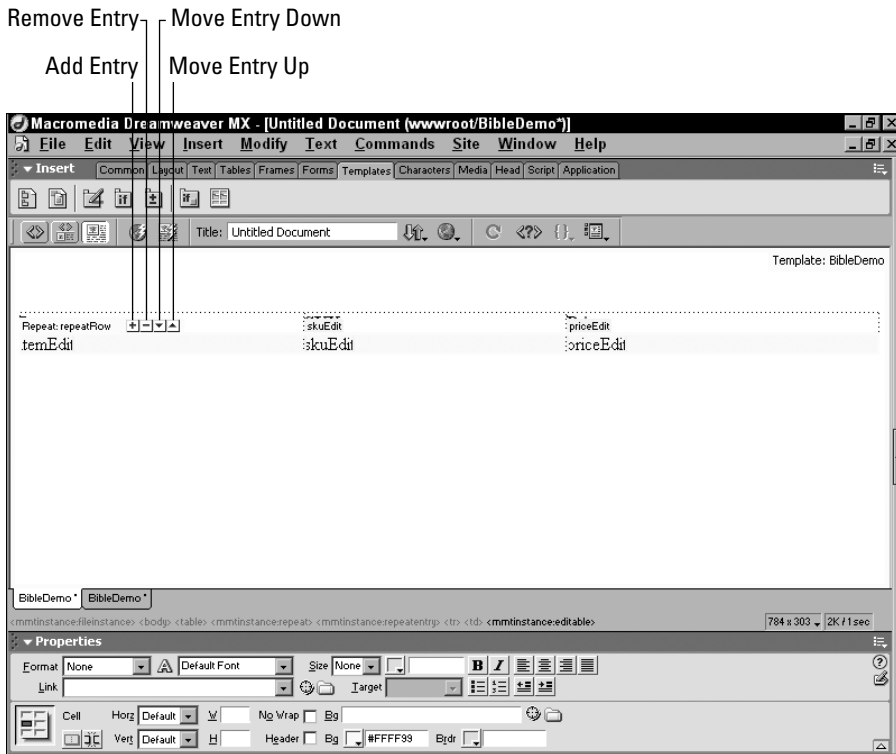 Remove Entry Move Entry Down
Add Entry Move Entry Up
Macromedia Dreamweaver MX - [Untitled Document (wwwroot/BibleDemo*)]
File Edit View Insert Modify Text Commands Site Window Help
Insert Common Layout Text Tables Frames Forms Templates Characters Media Head Script Application
Title: Untitled Document
Template: BibleDemo
Repeat: repeatRow skuEdit priceEdit
temEdit skuEdit priceEdit
BibleDemo* BibleDemo*
<mmtinstance:fileinstance> <body> <table> <mmtinstance:repeat> <mmtinstance:repeatentry> <tr> <td> <mmtinstance:editable> 784 x 303 2K / 1 sec
Properties
Format None Default Font Size None B I
Link Target
Cell Horz Default W No Wrap Bg
Vert Default H Header Bg #FFFF99 Brdr